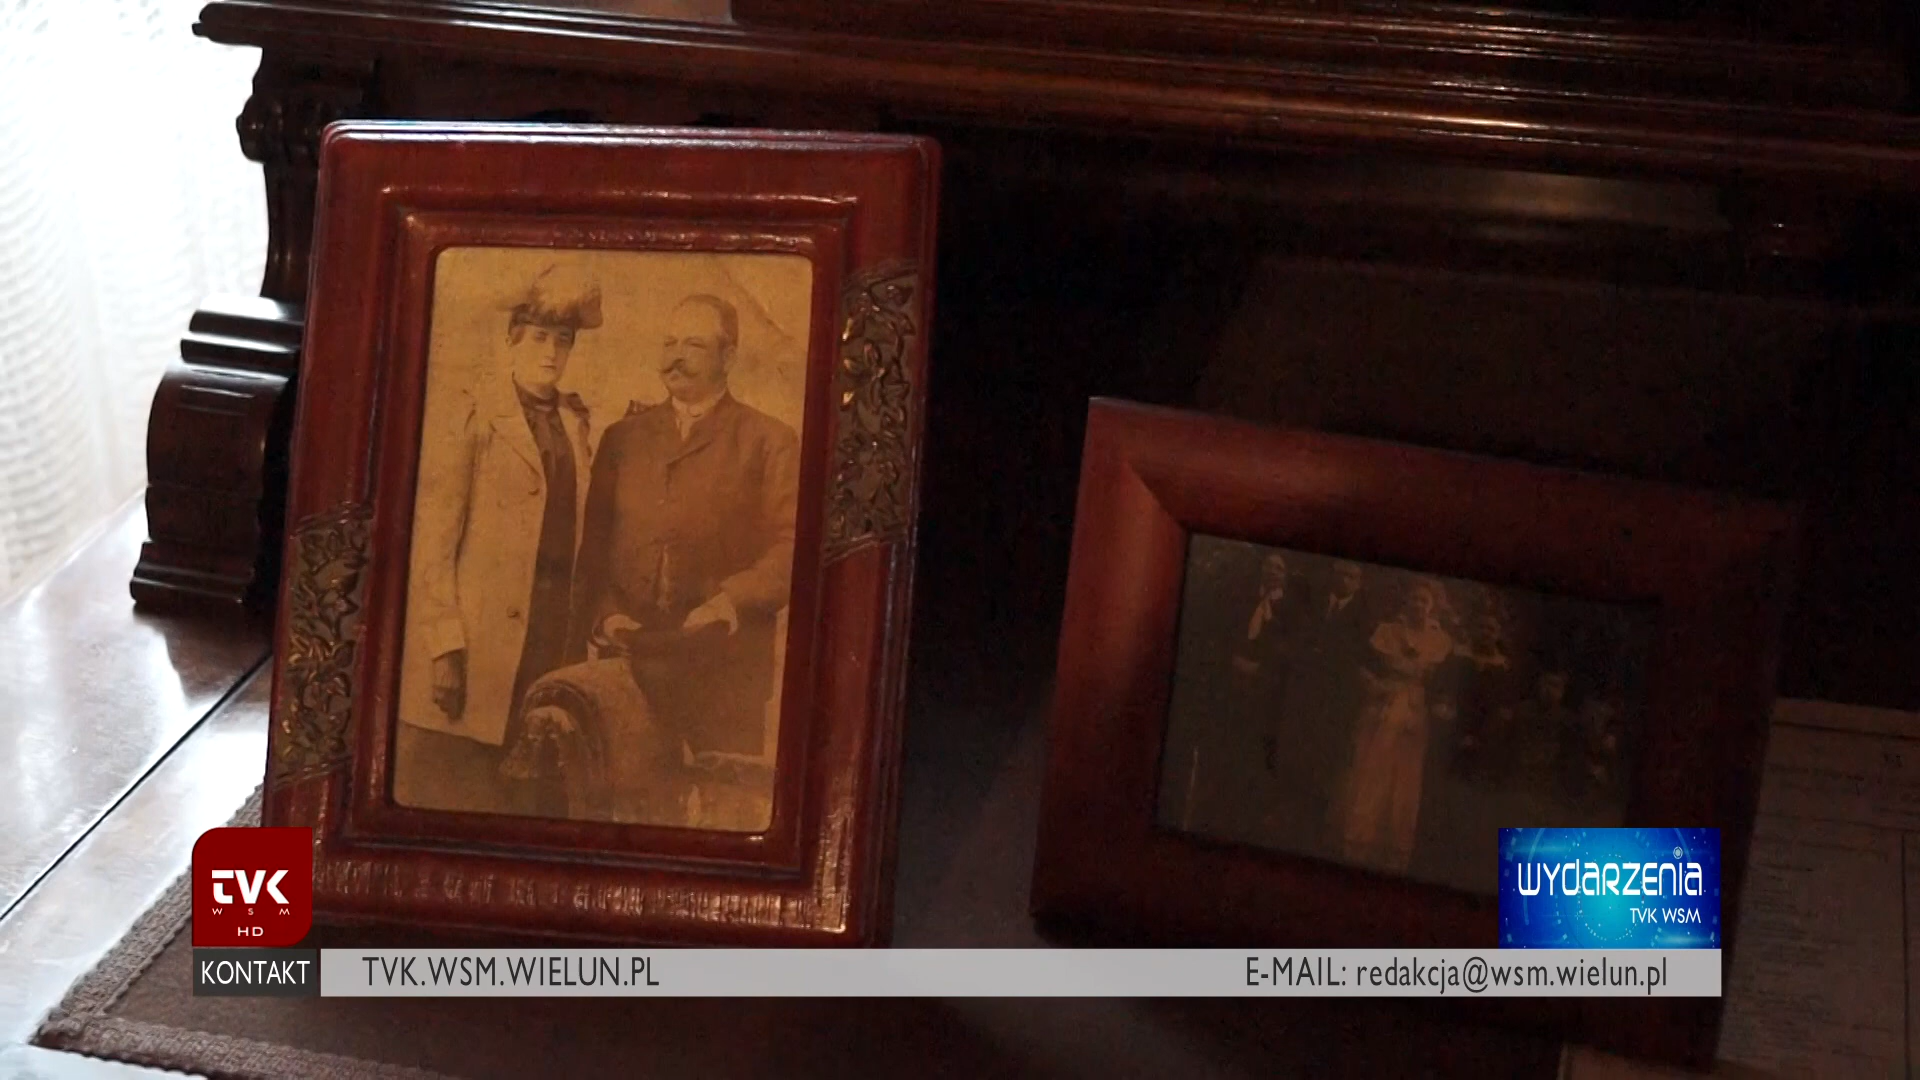 TVK
WSM
HD
WYDARZENIA
TVK WSM
KONTAKT
TVK.WSM.WIELUN.PL
E-MAIL: redakcja@wsm.wielun.pl